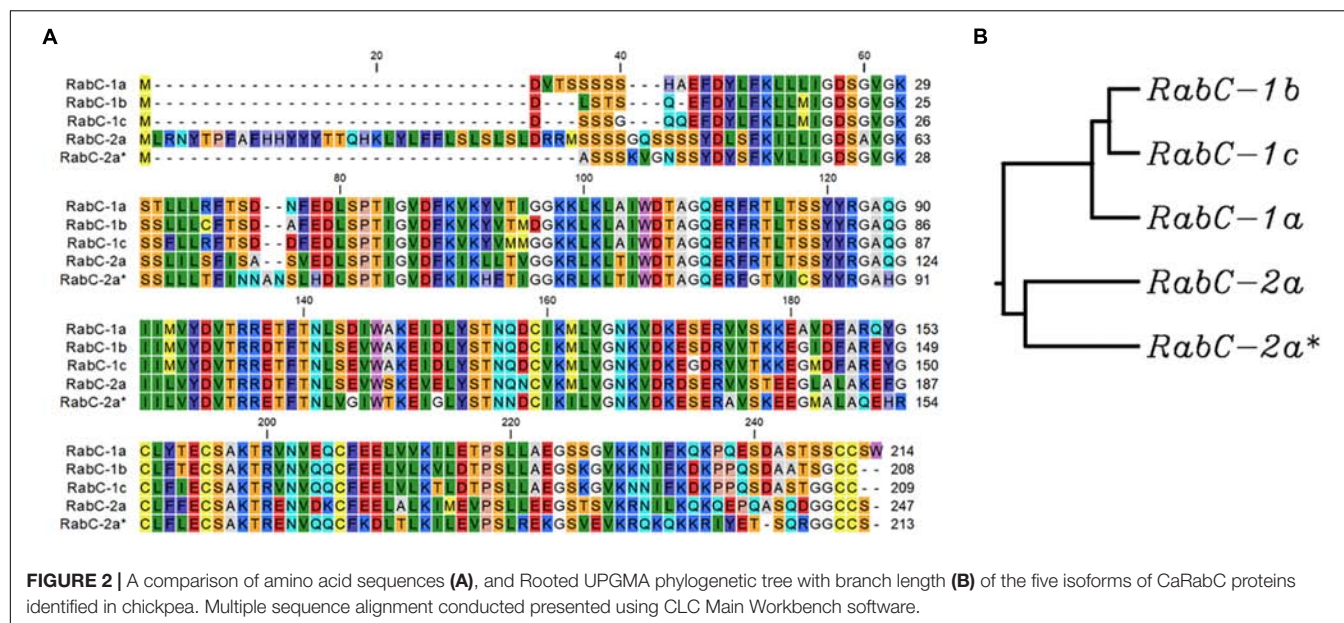 A
20 40 60
RabC-1a M-------------------------------DVTSSSSS---HAEFDYLFKLLLIGDSGVGK 29
RabC-1b M-------------------------------D---LSTS---Q-EFDYLFKLLMIGDSGVGK 25
RabC-1c M-------------------------------D---SSSG---QQEFDYLFKLLMIGDSGVGK 26
RabC-2a MLRNYTPFAFHHYYYTTQHKLYLFFLSLSLSLDRRMSSSSGQSSSSYDLSFKILLIGDSAVGK 63
RabC-2a* M-----------------------------------ASSSKVGNSSYDYSFKVLLIGDSGVGK 28
80 100 120
RabC-1a STLLLRFTSD--NFEDLSPTIGVDFKVKYVTIGGKKLKLAIWDTAGQERFRTLTSSYYRGAQG 90
RabC-1b SSLLLCFTSD--AFEDLSPTIGVDFKVKYVTMDGKKLKLAIWDTAGQERFRTLTSSYYRGAQG 86
RabC-1c SSFLLRFTSD--DFEDLSPTIGVDFKVKYVMMGGKKLKLAIWDTAGQERFRTLTSSYYRGAQG 87
RabC-2a SSLILSFISA--SVEDLSPTIGVDFKIKLLTVGGKRLKLTIWDTAGQERFRTLTSSYYRGAQG 124
RabC-2a* SSLLLTFINNANSLHDLSPTIGVDFKIKHFTIGGKRLKLTIWDTAGQERFGTVICSYYRGAHG 91
140 160 180
RabC-1a IIMVYDVTRRETFTNLSDIWAKEIDLYSTNQDCIKMLVGNKVDKESERVVSKKEAVDFARQYG 153
RabC-1b IIMVYDVTRRDTFTNLSEVWAKEIDLYSTNQDCIKMLVGNKVDKESDRVVTKKEGIDFAREYG 149
RabC-1c IIMVYDVTRRETFTNLSEVWAKEIDLYSTNQDCIKMLVGNKVDKEGDRVVTKKEGMDFAREYG 150
RabC-2a IILVYDVTRRDTFTNLSEVWSKEVELYSTNQNCVKMLVGNKVDRDSERVVSTEEGLALAKEFG 187
RabC-2a* IILVYDVTRRETFTNLVGIWTKEIGLYSTNNDCIKILVGNKVDKESERAVSKEEGMALAQEHR 154
200 220 240
RabC-1a CLYTECSAKTRVNVEQCFEELVVKILETPSLLAEGSSGVKKNIFKQKPQESDASTSSCCSW 214
RabC-1b CLFTECSAKTRVNVQQCFEELVLKVLDTPSLLAEGSKGVKKNIFKDKPPQSDAATSGCC-- 208
RabC-1c CLFIECSAKTRVNVQQCFEELVLKTLDTPSLLAEGSKGVKNNIFKDKPPQSDASTGGCC-- 209
RabC-2a CLFFECSAKTRENVDKCFEELALKIMEVPSLLEEGSTSVKRNILKQKQEPQASQDGGCCS- 247
RabC-2a* CLFLECSAKTRENVQQCFKDLTLKILEVPSLREKGSVEVKRQKQKKRIYET-SQRGGCCS- 213
B
RabC-1b
RabC-1c
RabC-1a
RabC-2a
RabC-2a*
FIGURE 2 | A comparison of amino acid sequences (A), and Rooted UPGMA phylogenetic tree with branch length (B) of the five isoforms of CaRabC proteins
identified in chickpea. Multiple sequence alignment conducted presented using CLC Main Workbench software.